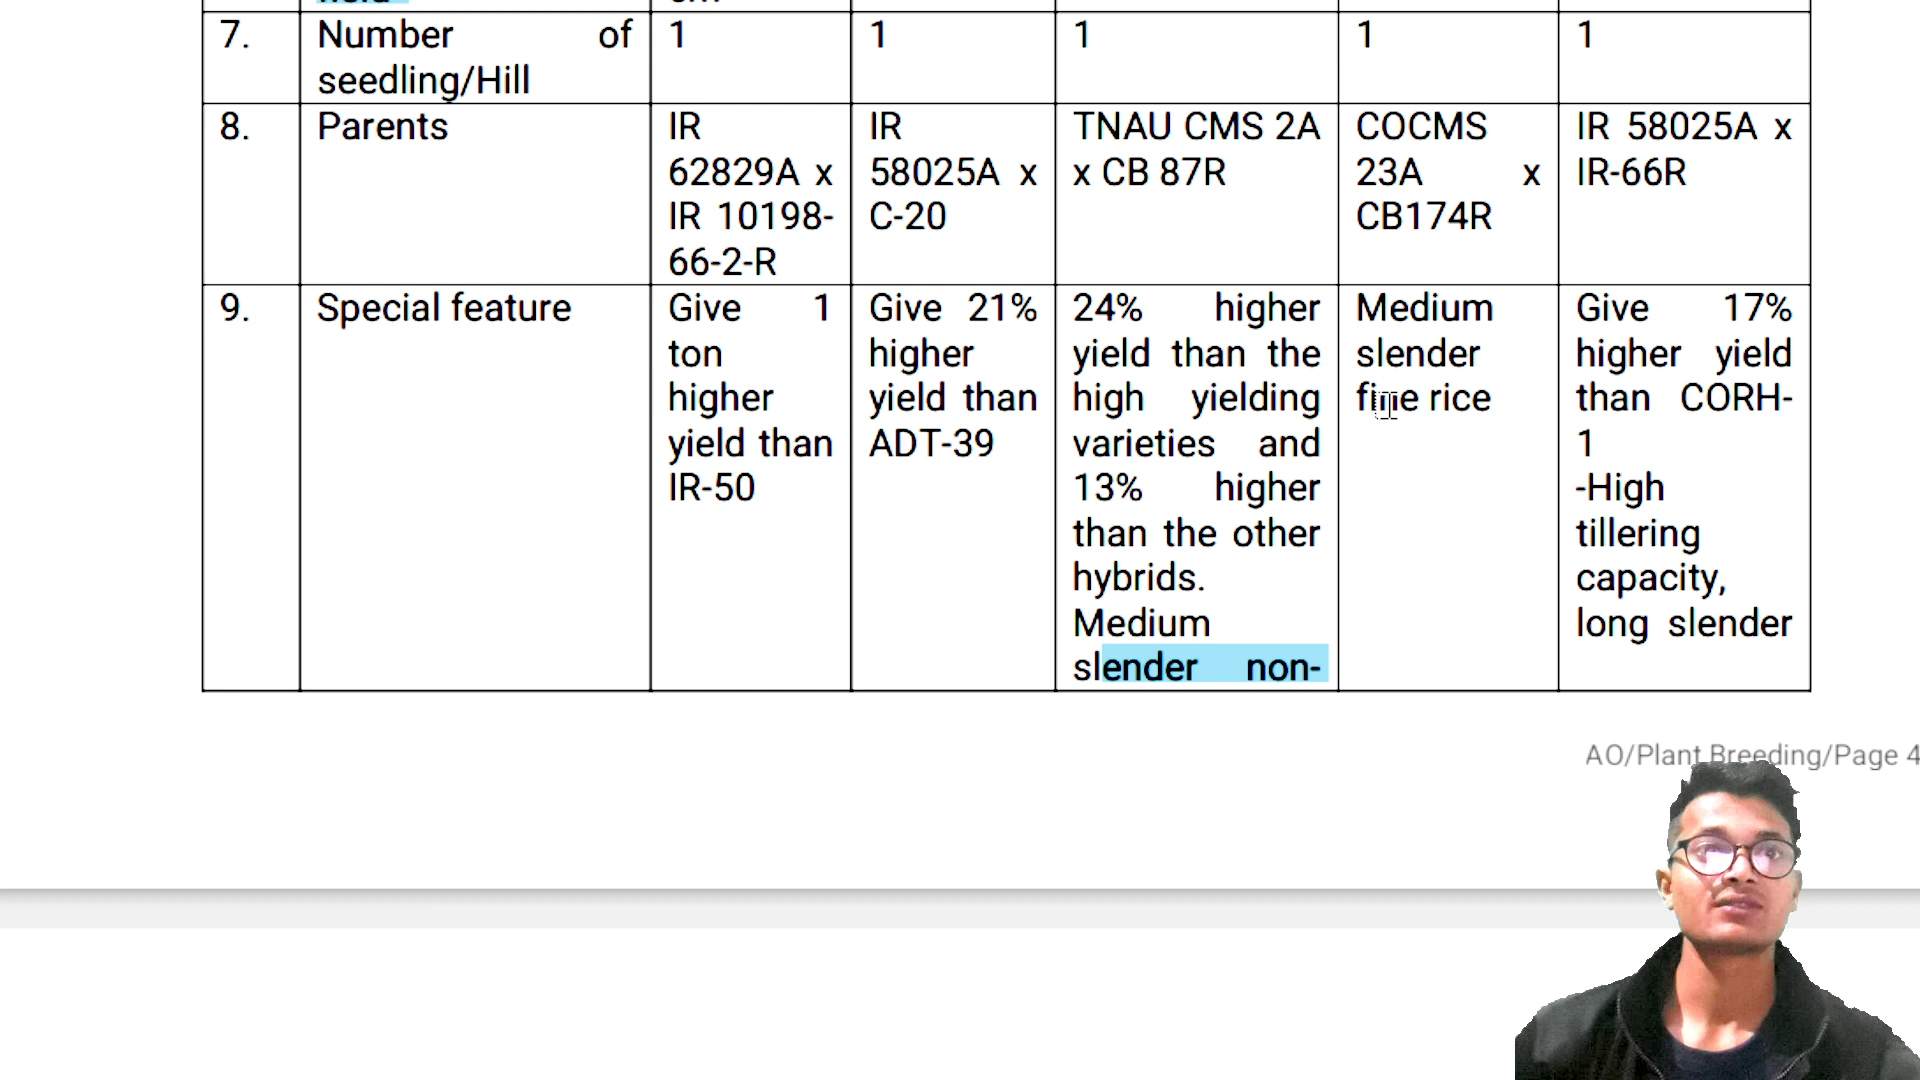 7. Number of seedling/Hill 1 1 1 1 1
8. Parents
IR
62829A x
IR 10198-
66-2-R
IR
58025A x
C-20
TNAU CMS 2A
x CB 87R
COCMS
23A x
CB174R
IR 58025A x
IR-66R
9. Special feature
Give 1
ton
higher
yield than
IR-50
Give 21%
higher
yield than
ADT-39
24% higher
yield than the
high yielding
varieties and
13% higher
than the other
hybrids.
Medium
slender non-
Medium
slender
fine rice
Give 17%
higher yield
than CORH-
1
-High
tillering
capacity,
long slender
AO/Plant Breeding/Page 4